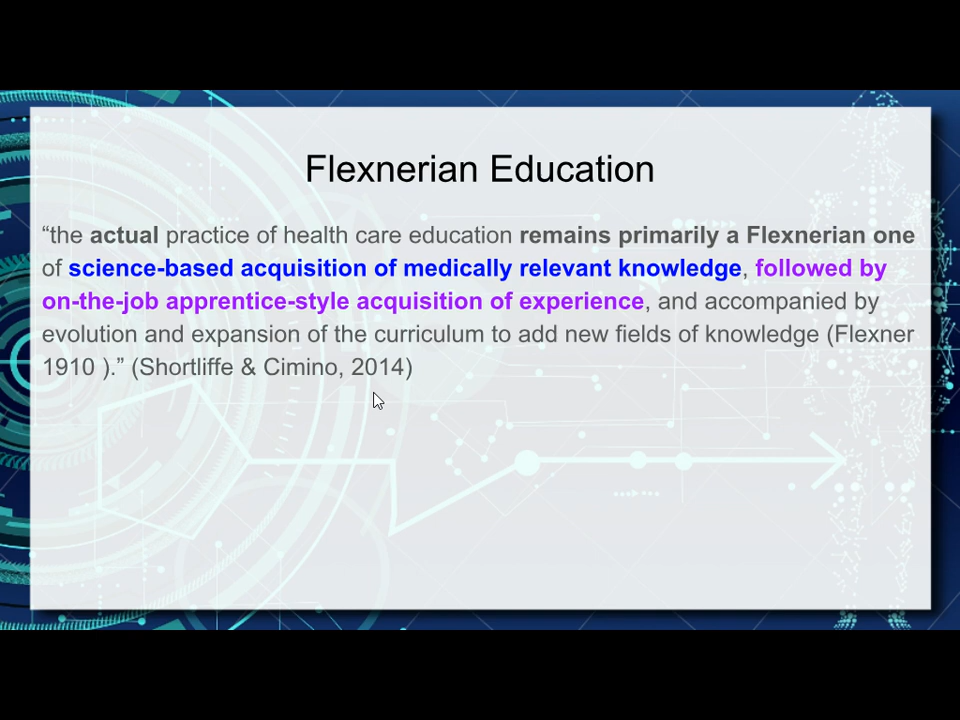 Flexnerian Education
“the actual practice of health care education remains primarily a Flexnerian one
of science-based acquisition of medically relevant knowledge, followed by
on-the-job apprentice-style acquisition of experience, and accompanied by
evolution and expansion of the curriculum to add new fields of knowledge (Flexner
1910 ).” (Shortliffe & Cimino, 2014)